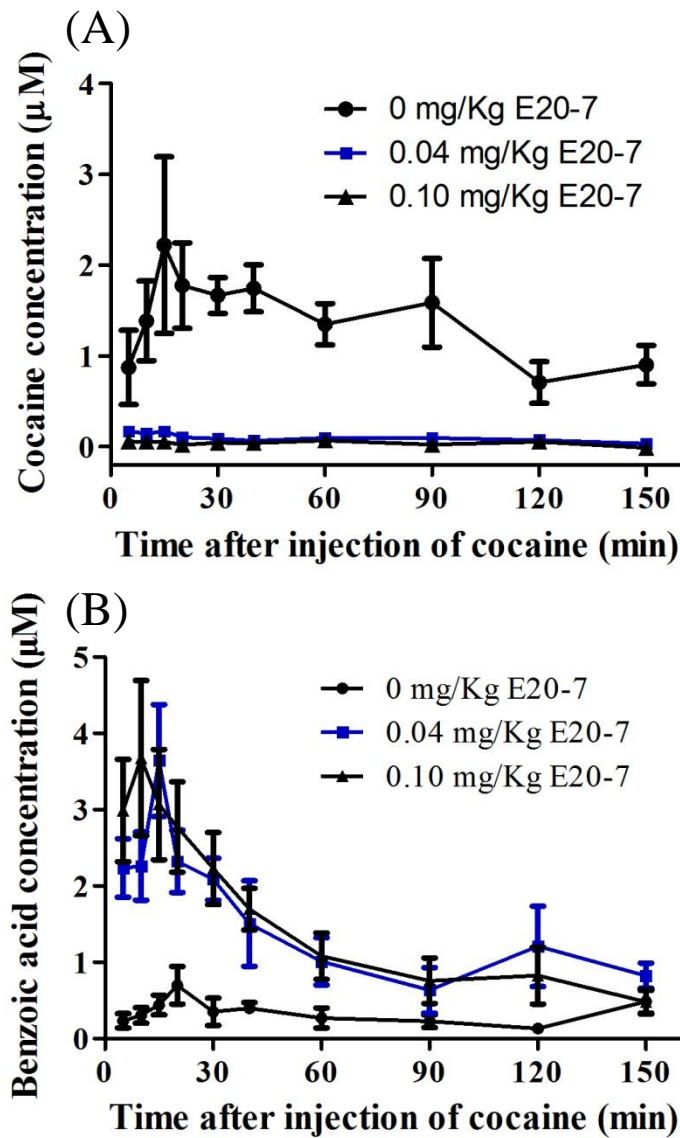 (A)
Cocaine concentration (µM)
4
3
2
1
0
0 mg/Kg E20-7
0.04 mg/Kg E20-7
0.10 mg/Kg E20-7
0 30 60 90 120 150
Time after injection of cocaine (min)
(B)
Benzoic acid concentration (µM)
5
4
3
2
1
0
0 mg/Kg E20-7
0.04 mg/Kg E20-7
0.10 mg/Kg E20-7
0 30 60 90 120 150
Time after injection of cocaine (min)